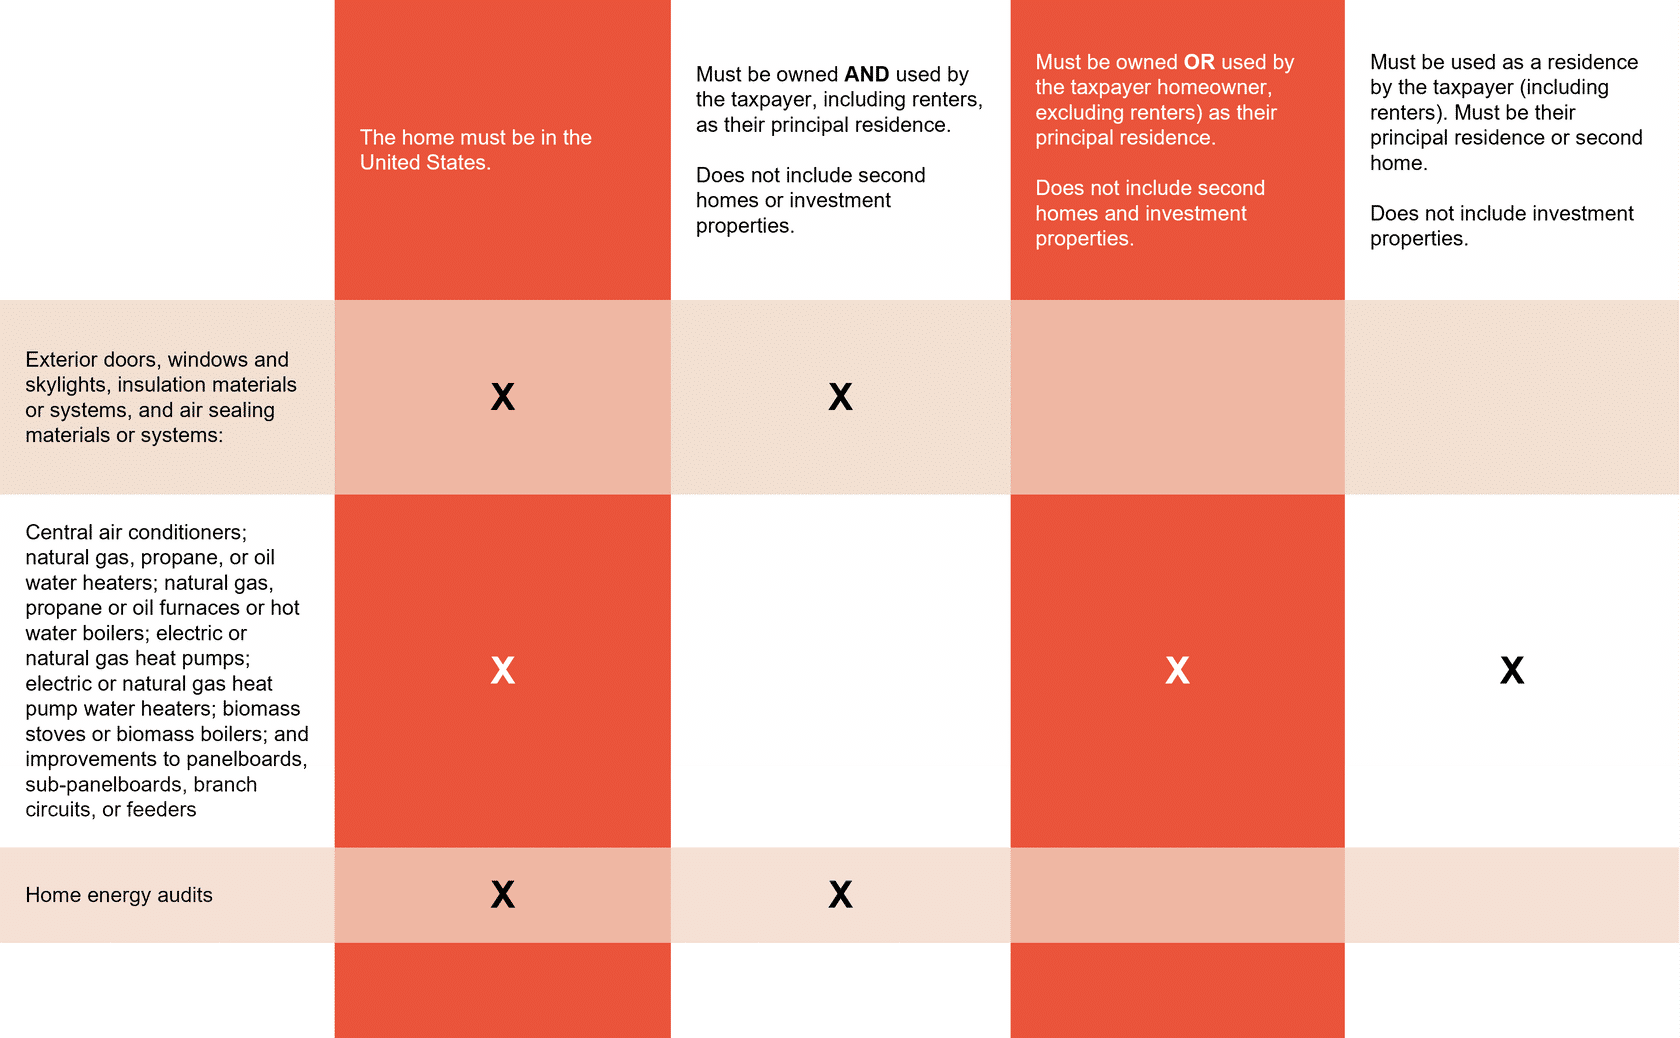 The home must be in the
United States.
Must be owned AND used by
the taxpayer, including renters,
as their principal residence.
Does not include second
homes or investment
properties.
Must be owned OR used by
the taxpayer homeowner,
excluding renters) as their
principal residence.
Does not include second
homes and investment
properties.
Must be used as a residence
by the taxpayer (including
renters). Must be their
principal residence or second
home.
Does not include investment
properties.
Exterior doors, windows and
skylights, insulation materials
or systems, and air sealing
materials or systems:
X
X
Central air conditioners;
natural gas, propane, or oil
water heaters; natural gas,
propane or oil furnaces or hot
water boilers; electric or
natural gas heat pumps;
electric or natural gas heat
pump water heaters; biomass
stoves or biomass boilers; and
improvements to panelboards,
sub-panelboards, branch
circuits, or feeders
X
X
X
Home energy audits
X
X